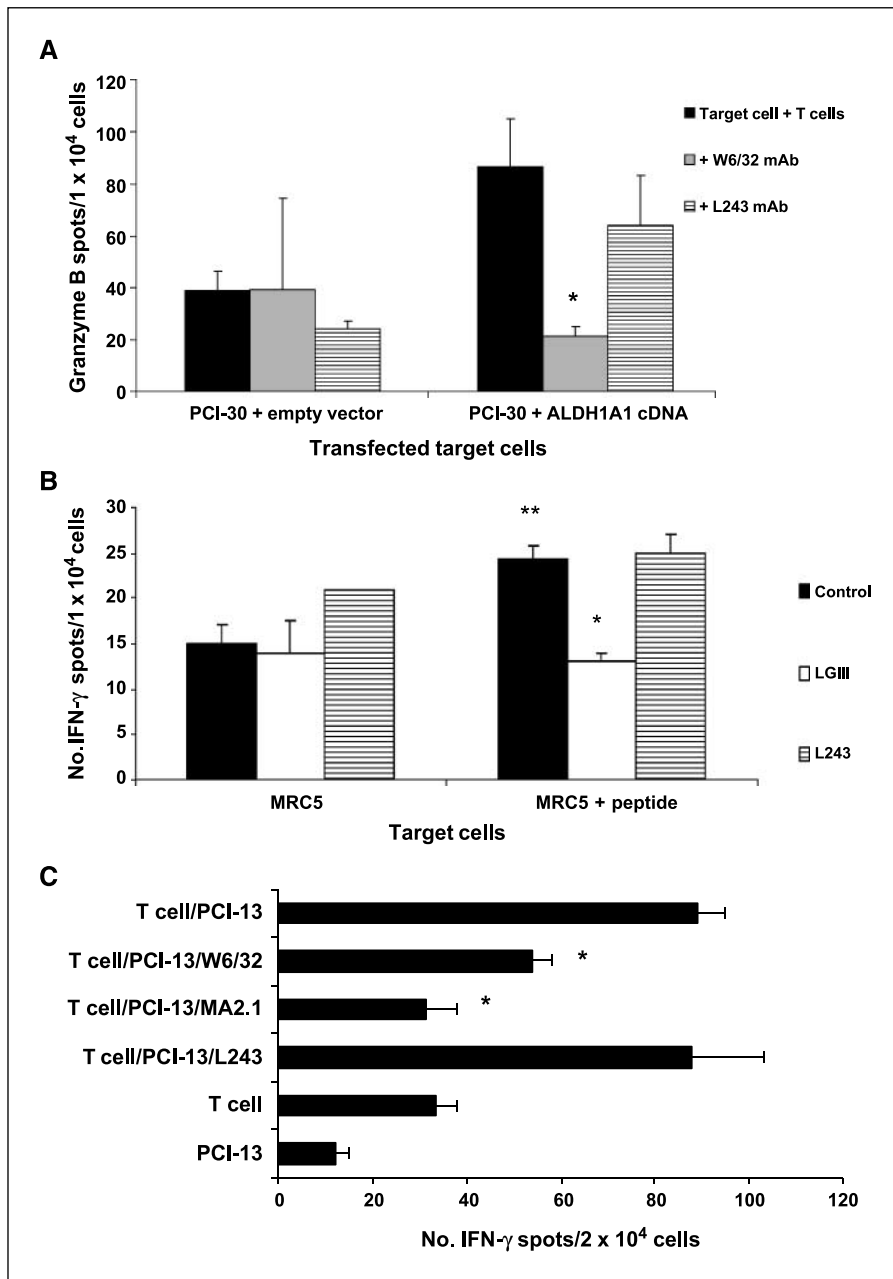 A
Granzyme B spots/1 x 10⁴ cells
120
100
80
60
40
20
0
*
Target cell + T cells
+ W6/32 mAb
+ L243 mAb
PCI-30 + empty vector
PCI-30 + ALDH1A1 cDNA
Transfected target cells
B
No.IFN-γ spots/1 x 10⁴ cells
30
25
20
15
10
5
0
**
*
Control
LGIII
L243
MRC5
MRC5 + peptide
Target cells
C
T cell/PCI-13
T cell/PCI-13/W6/32
*
T cell/PCI-13/MA2.1
*
T cell/PCI-13/L243
T cell
PCI-13
0
20
40
60
80
100
120
No. IFN-γ spots/2 x 10⁴ cells